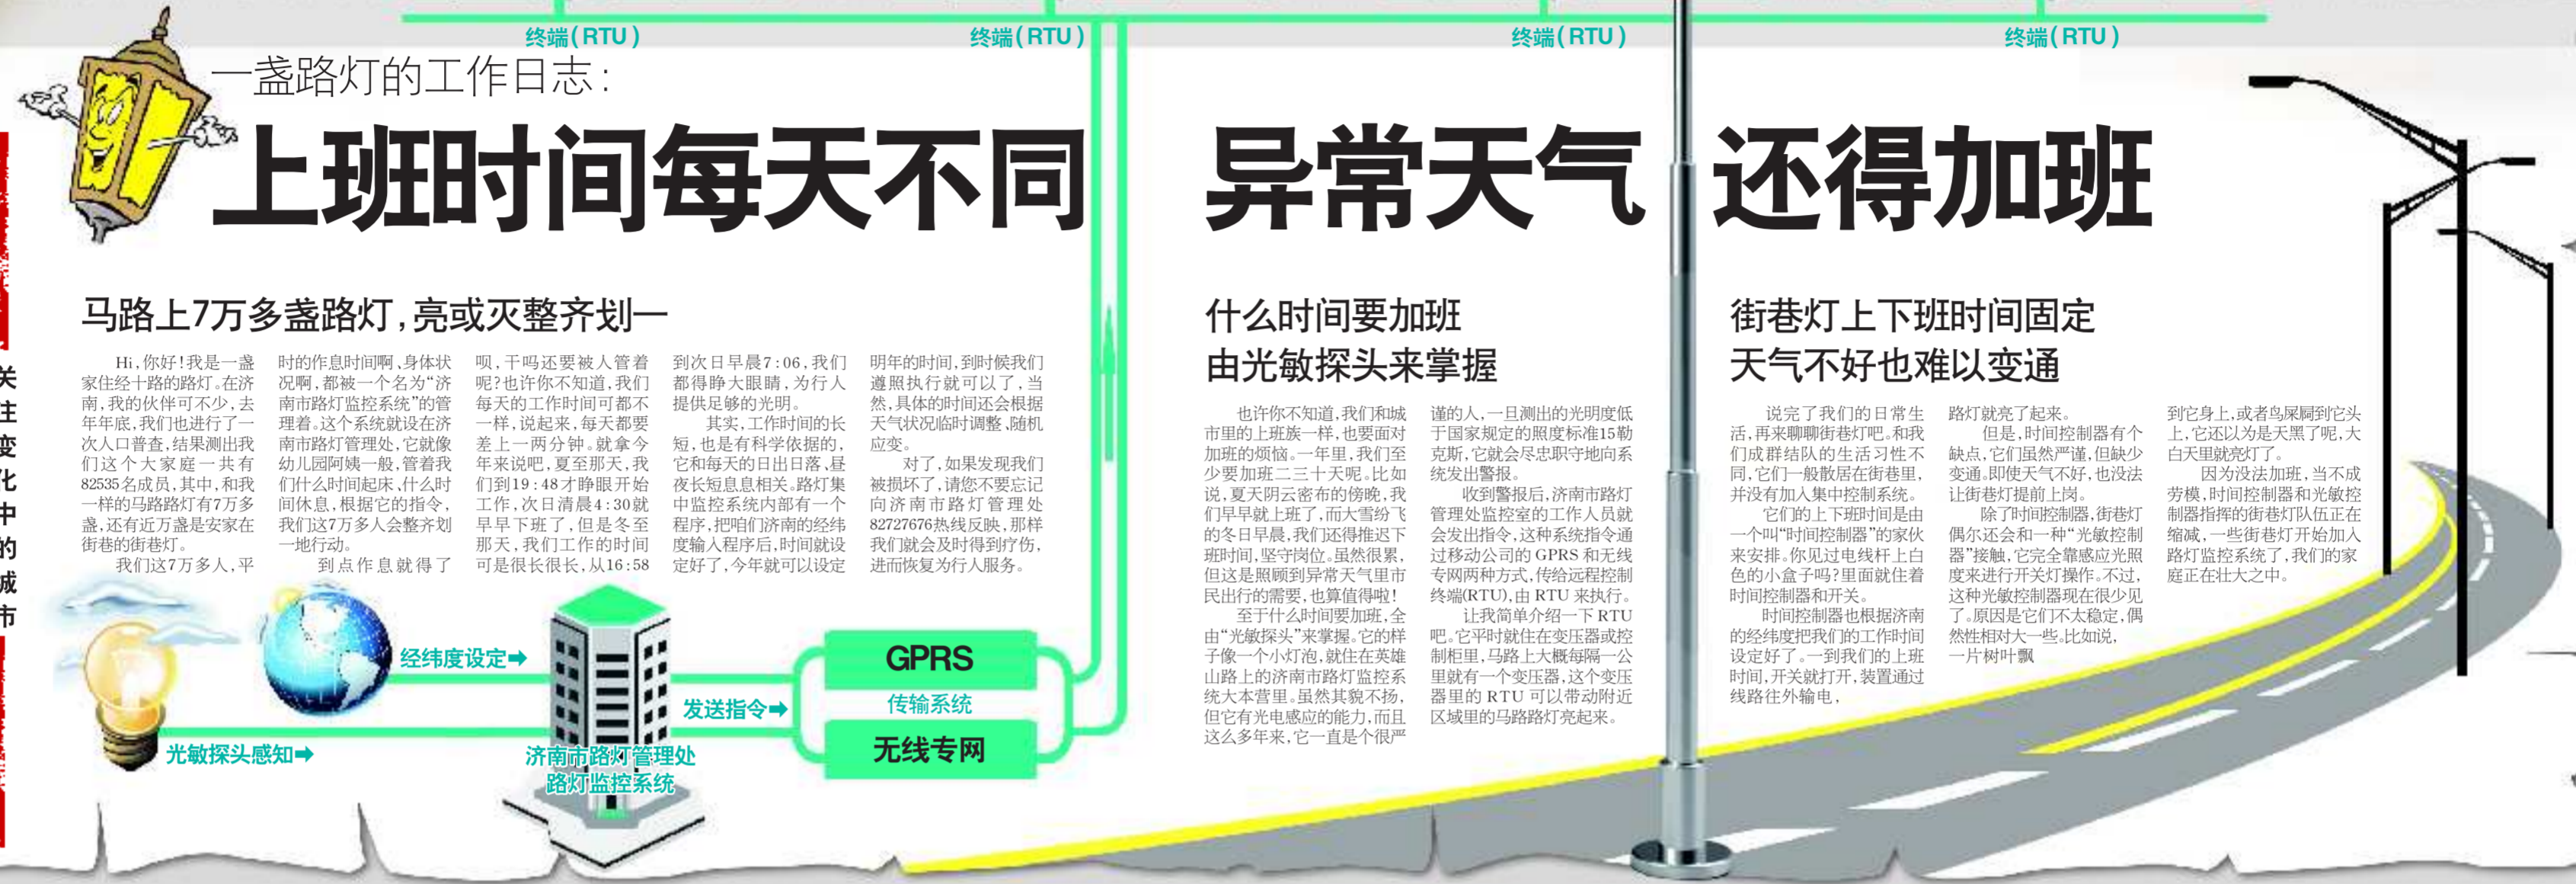 终端(RTU)
终端(RTU)
终端(RTU)
终端(RTU)
一盏路灯的工作日志:
上班时间每天不同 异常天气 还得加班
关
注
变
化
中
的
城
市
马路上7万多盏路灯,亮或灭整齐划一
Hi,你好!我是一盏
家住经十路的路灯。在济
南,我的伙伴可不少,去
年年底,我们也进行了一
次人口普查,结果测出我
们这个大家庭一共有
82535名成员,其中,和我
一样的马路路灯有7万多
盏,还有近万盏是安家在
街巷的街巷灯。
我们这7万多人,平
时的作息时间啊、身体状
况啊,都被一个名为“济
南市路灯监控系统”的管
理着。这个系统就设在济
南市路灯管理处,它就像
幼儿园阿姨一般,管着我
们什么时间起床、什么时
间休息,根据它的指令,
我们这7万多人会整齐划
一地行动。
到点作息就得了
呗,干吗还要被人管着
呢?也许你不知道,我们
每天的工作时间可都不
一样,说起来,每天都要
差上一两分钟。就拿今
年来说吧,夏至那天,我
们到19:48才睁眼开始
工作,次日清晨4:30就
早早下班了,但是冬至
那天,我们工作的时间
可是很长很长,从16:58
到次日早晨7:06,我们
都得睁大眼睛,为行人
提供足够的光明。
其实,工作时间的长
短,也是有科学依据的,
它和每天的日出日落、昼
夜长短息息相关。路灯集
中监控系统内部有一个
程序,把咱们济南的经纬
度输入程序后,时间就设
定好了,今年就可以设定
明年的时间,到时候我们
遵照执行就可以了,当
然,具体的时间还会根据
天气状况临时调整、随机
应变。
对了,如果发现我们
被损坏了,请您不要忘记
向济南市路灯管理处
82727676热线反映,那样
我们就会及时得到疗伤,
进而恢复为行人服务。
什么时间要加班
由光敏探头来掌握
也许你不知道,我们和城
市里的上班族一样,也要面对
加班的烦恼。一年里,我们至
少要加班二三十天呢。比如
说,夏天阴云密布的傍晚,我
们早早就上班了,而大雪纷飞
的冬日早晨,我们还得推迟下
班时间,坚守岗位。虽然很累,
但这是照顾到异常天气里市
民出行的需要,也算值得啦!
至于什么时间要加班,全
由“光敏探头”来掌握。它的样
子像一个小灯泡,就住在英雄
山路上的济南市路灯监控系
统大本营里。虽然其貌不扬,
但它有光电感应的能力,而且
这么多年来,它一直是个很严
谨的人,一旦测出的光明度低
于国家规定的照度标准15勒
克斯,它就会尽忠职守地向系
统发出警报。
收到警报后,济南市路灯
管理处监控室的工作人员就
会发出指令,这种系统指令通
过移动公司的 GPRS 和无线
专网两种方式,传给远程控制
终端(RTU),由 RTU 来执行。
让我简单介绍一下 RTU
吧。它平时就住在变压器或控
制柜里,马路上大概每隔一公
里就有一个变压器,这个变压
器里的 RTU 可以带动附近
区域里的马路路灯亮起来。
街巷灯上下班时间固定
天气不好也难以变通
说完了我们的日常生
活,再来聊聊街巷灯吧。和我
们成群结队的生活习性不
同,它们一般散居在街巷里,
并没有加入集中控制系统。
它们的上下班时间是由
一个叫“时间控制器”的家伙
来安排。你见过电线杆上白
色的小盒子吗?里面就住着
时间控制器和开关。
时间控制器也根据济南
的经纬度把我们的工作时间
设定好了。一到我们的上班
时间,开关就打开,装置通过
线路往外输电,
路灯就亮了起来。
但是,时间控制器有个
缺点,它们虽然严谨,但缺少
变通。即使天气不好,也没法
让街巷灯提前上岗。
除了时间控制器,街巷灯
偶尔还会和一种“光敏控制
器”接触,它完全靠感应光照
度来进行开关灯操作。不过,
这种光敏控制器现在很少见
了。原因是它们不太稳定,偶
然性相对大一些。比如说,
一片树叶飘
到它身上,或者鸟屎屙到它头
上,它还以为是天黑了呢,大
白天里就亮灯了。
因为没法加班,当不成
劳模,时间控制器和光敏控
制器指挥的街巷灯队伍正在
缩减,一些街巷灯开始加入
路灯监控系统了,我们的家
庭正在壮大之中。
经纬度设定➡
光敏探头感知➡
济南市路灯管理处
路灯监控系统
发送指令➡
GPRS
传输系统
无线专网